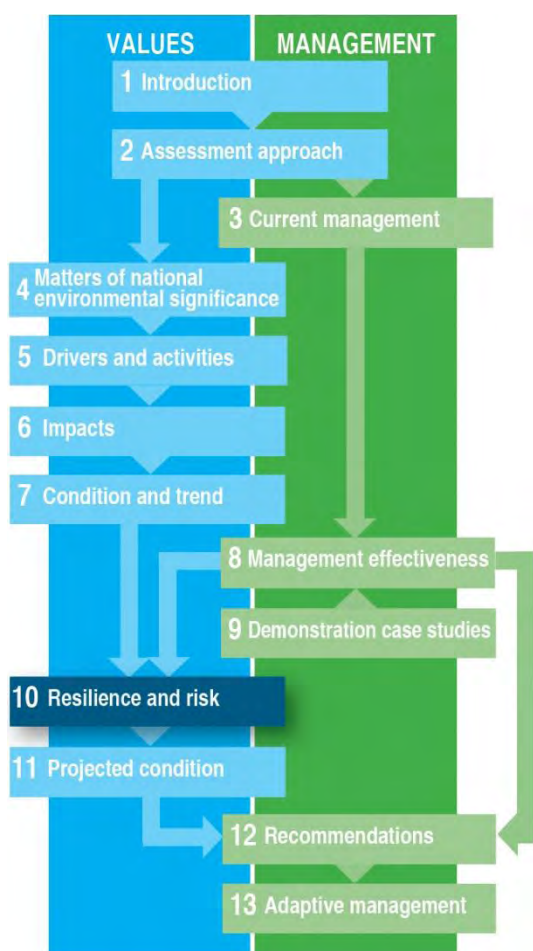 VALUES MANAGEMENT
1 Introduction
2 Assessment approach
3 Current management
4 Matters of national
environmental significance
5 Drivers and activities
6 Impacts
7 Condition and trend
8 Management effectiveness
9 Demonstration case studies
10 Resilience and risk
11 Projected condition
12 Recommendations
13 Adaptive management